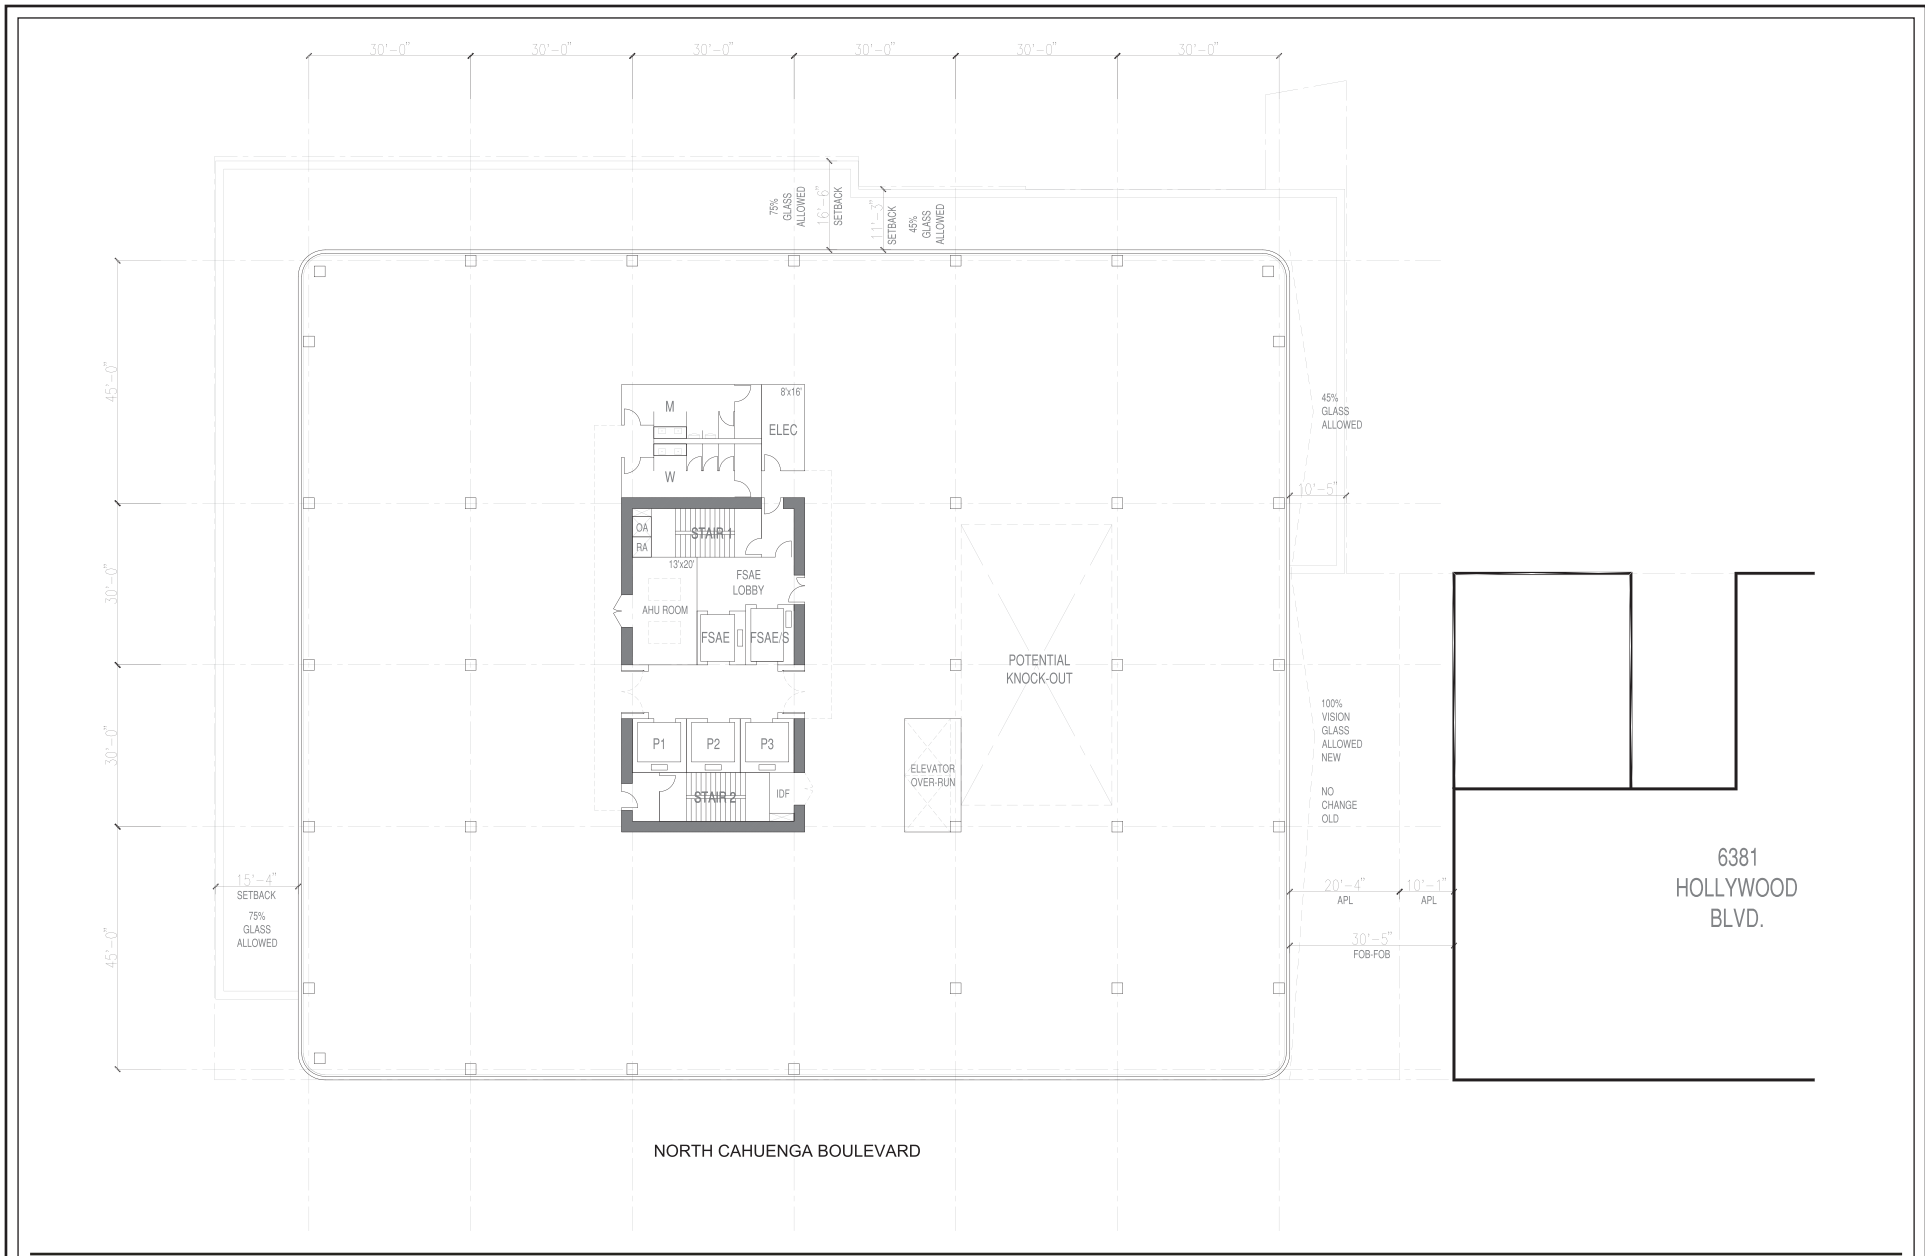 30'-0"
30'-0"
30'-0"
30'-0"
30'-0"
30'-0"
75%
GLASS
ALLOWED
16'-6"
SETBACK
11'-3"
SETBACK
45%
GLASS
ALLOWED
45'-0"
30'-0"
30'-0"
45'-0"
M
8'x16'
ELEC
W
OA
RA
STAIR 1
13'x20'
FSAE
LOBBY
AHU ROOM
FSAE
FSAE/S
P1
P2
P3
STAIR 2
IDF
ELEVATOR
OVER-RUN
POTENTIAL
KNOCK-OUT
45%
GLASS
ALLOWED
10'-5"
100%
VISION
GLASS
ALLOWED
NEW
NO
CHANGE
OLD
15'-4"
SETBACK
75%
GLASS
ALLOWED
20'-4"
APL
10'-1"
APL
30'-5"
FOB-FOB
6381
HOLLYWOOD
BLVD.
NORTH CAHUENGA BOULEVARD